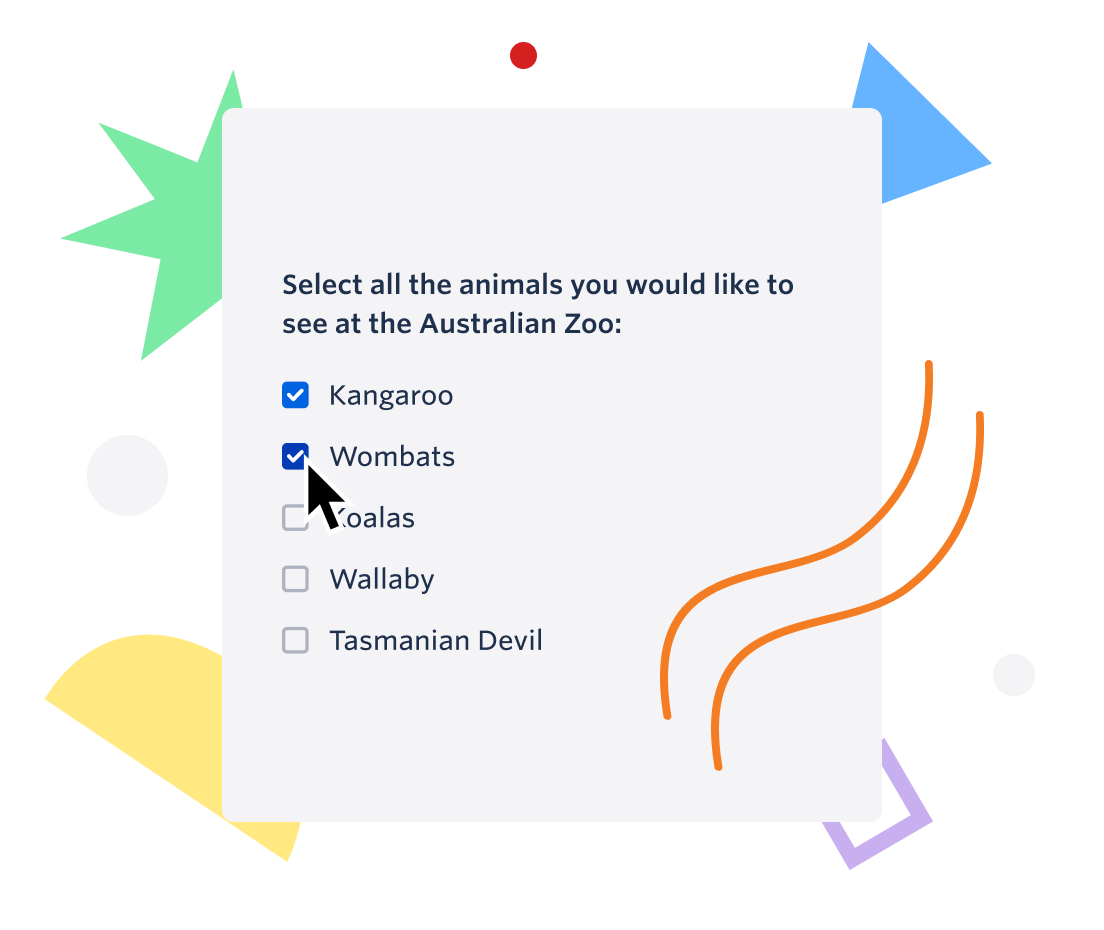 Select all the animals you would like to
see at the Australian Zoo:
Kangaroo
Wombats
Koalas
Wallaby
Tasmanian Devil